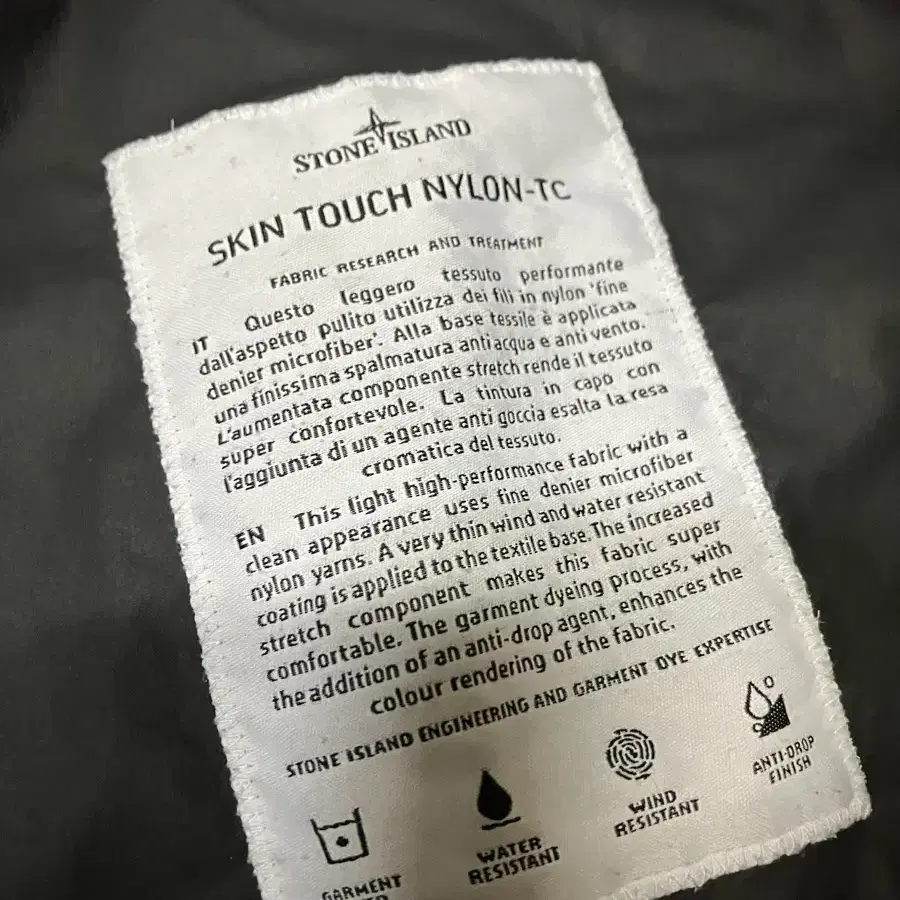 STONE ISLAND
SKIN TOUCH NYLON-TC
FABRIC RESEARCH AND TREATMENT
IT Questo leggero tessuto performante
dall'aspetto pulito utilizza dei fili in nylon 'fine
denier microfiber'. Alla base tessile è applicata
una finissima spalmatura anti acqua e anti vento.
L'aumentata componente stretch rende il tessuto
super confortevole. La tintura in capo con
l'aggiunta di un agente anti goccia esalta la resa
cromatica del tessuto.
EN This light high-performance fabric with a
clean appearance uses fine denier microfiber
nylon yarns. A very thin wind and water resistant
coating is applied to the textile base. The increased
stretch component makes this fabric super
comfortable. The garment dyeing process, with
the addition of an anti-drop agent, enhances the
colour rendering of the fabric.
STONE ISLAND ENGINEERING AND GARMENT DYE EXPERTISE
GARMENT
WATER
RESISTANT
WIND
RESISTANT
ANTI-DROP
FINISH